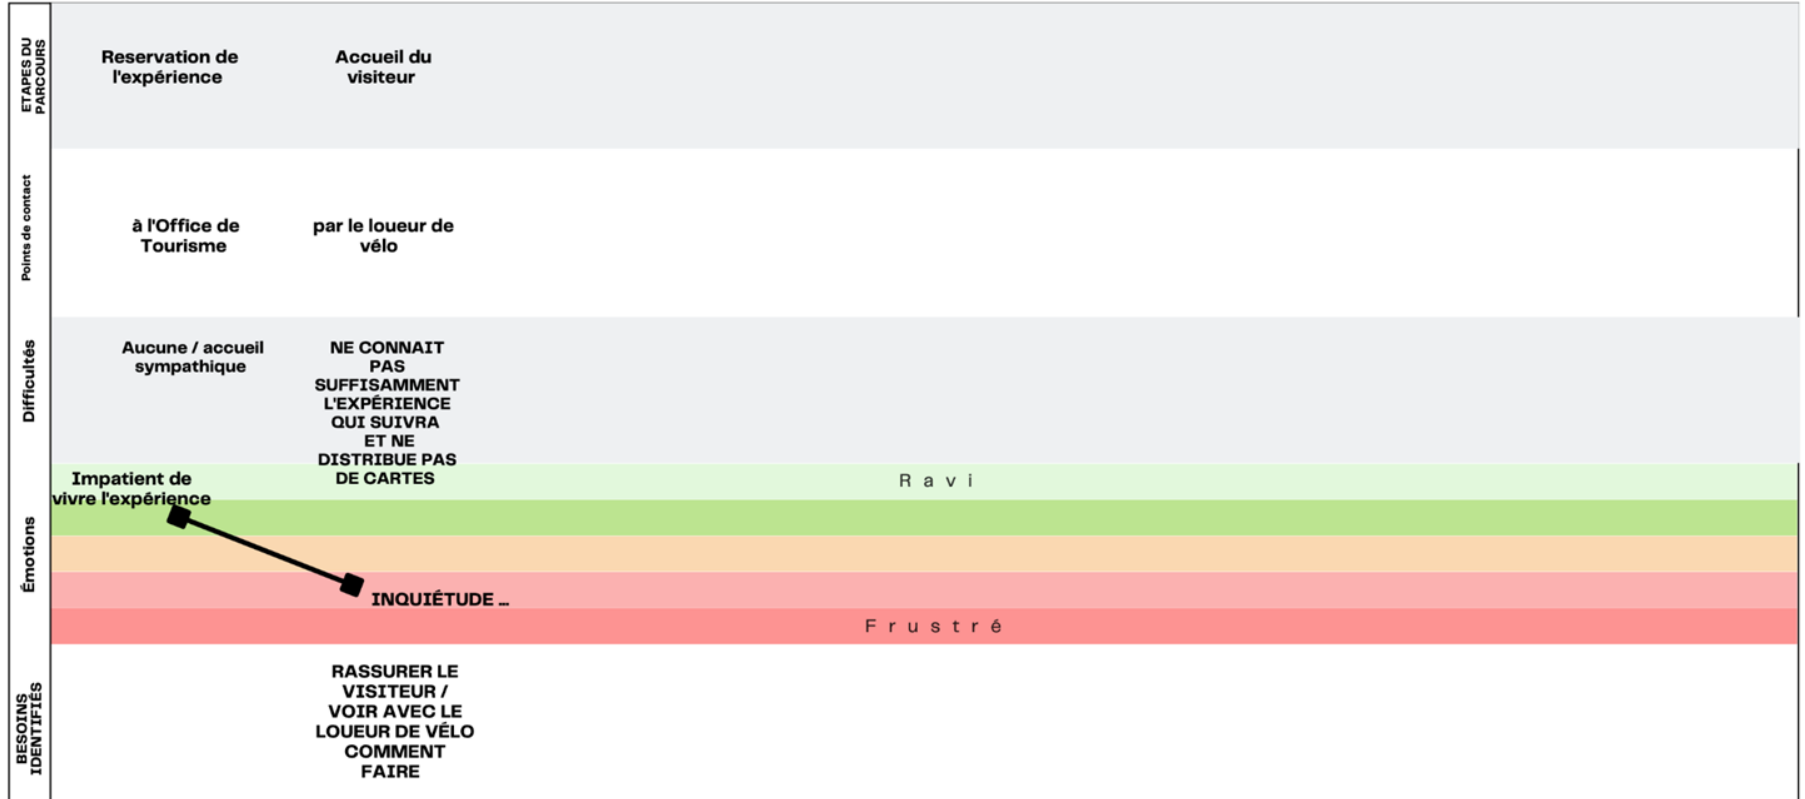 ETAPES DU
PARCOURS
Reservation de
l'expérience
Accueil du
visiteur
Points de contact
à l'Office de
Tourisme
par le loueur de
vélo
Difficultés
Aucune / accueil
sympathique
NE CONNAIT
PAS
SUFFISAMMENT
L'EXPÉRIENCE
QUI SUIVRA
ET NE
DISTRIBUE PAS
DE CARTES
Émotions
Impatient de
vivre l'expérience
Ravi
INQUIÉTUDE ...
Frustré
BESOINS
IDENTIFIÉS
RASSURER LE
VISITEUR /
VOIR AVEC LE
LOUEUR DE VÉLO
COMMENT
FAIRE